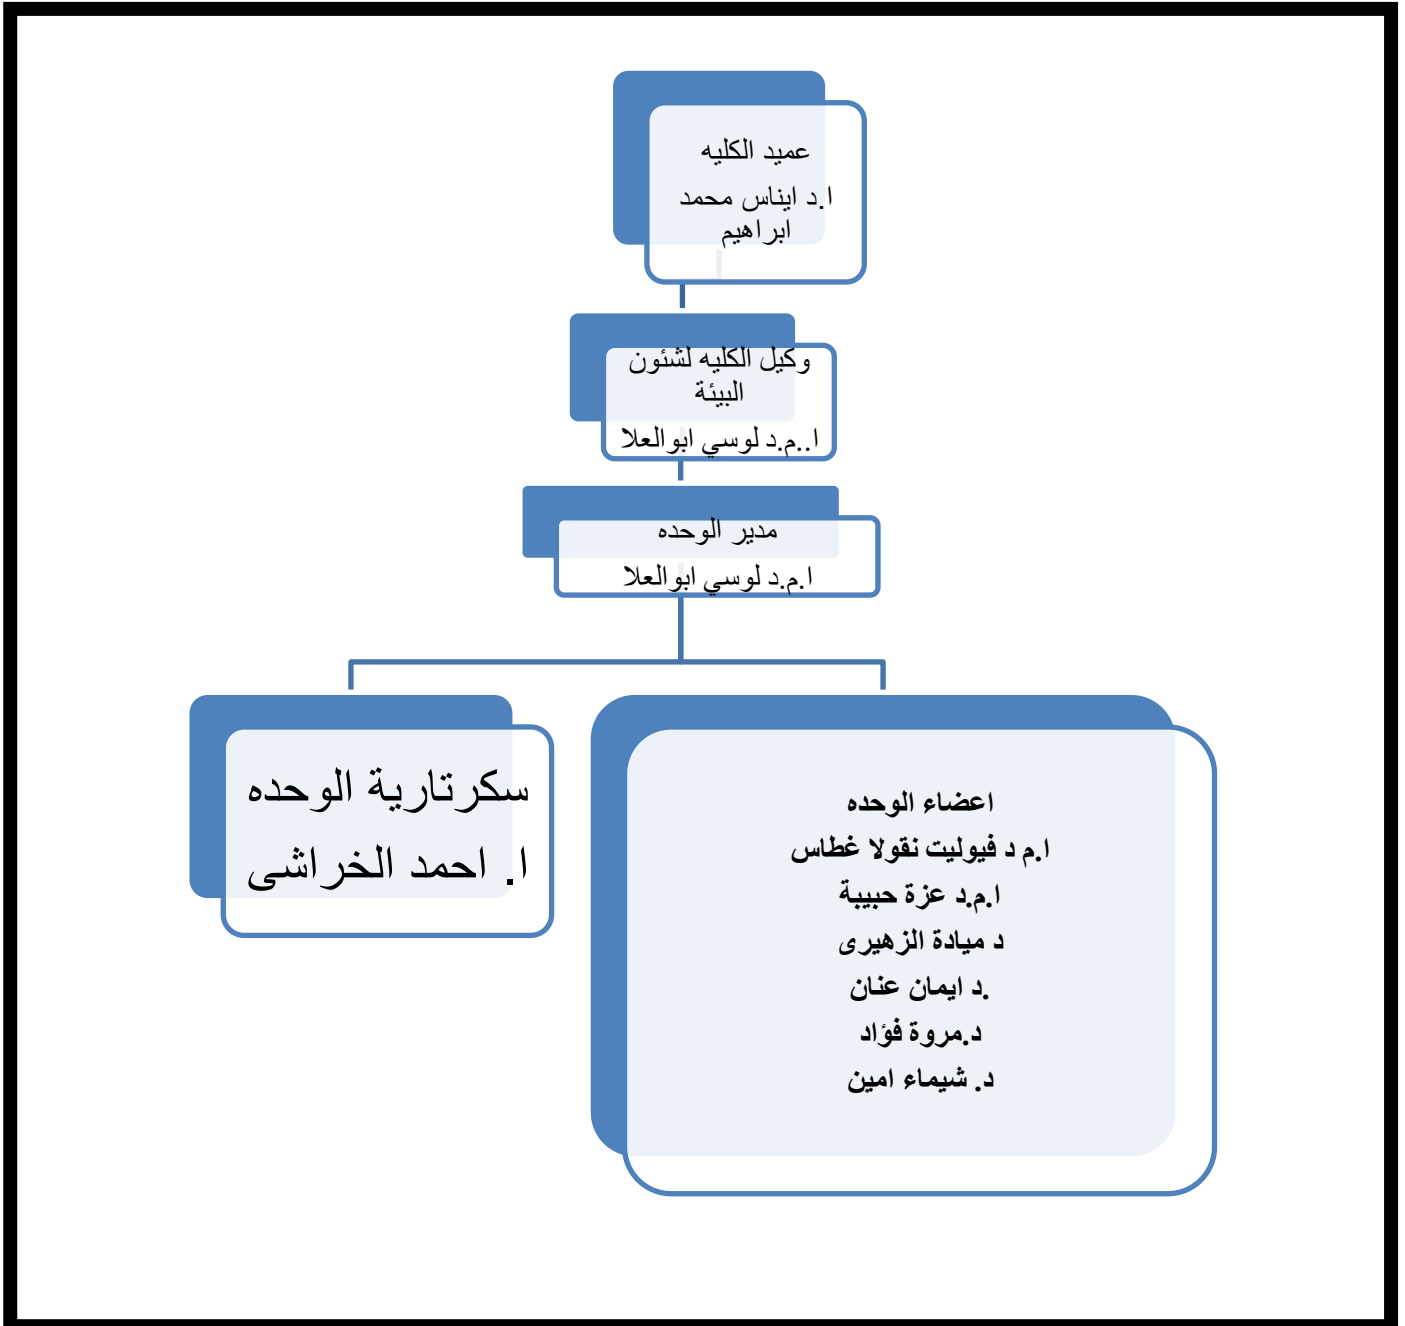 عميد الكليه
ا.د ايناس محمد
ابراهيم
وكيل الكليه لشئون
البيئة
ا..م.د لوسي ابوالعلا
مدير الوحده
ا.م.د لوسي ابوالعلا
سكرتارية الوحده
ا. احمد الخراشى
اعضاء الوحده
ا.م د فيوليت نقولا غطاس
ا.م.د عزة حبيبة
د ميادة الزهيرى
.د ايمان عنان
د.مروة فؤاد
د. شيماء امين